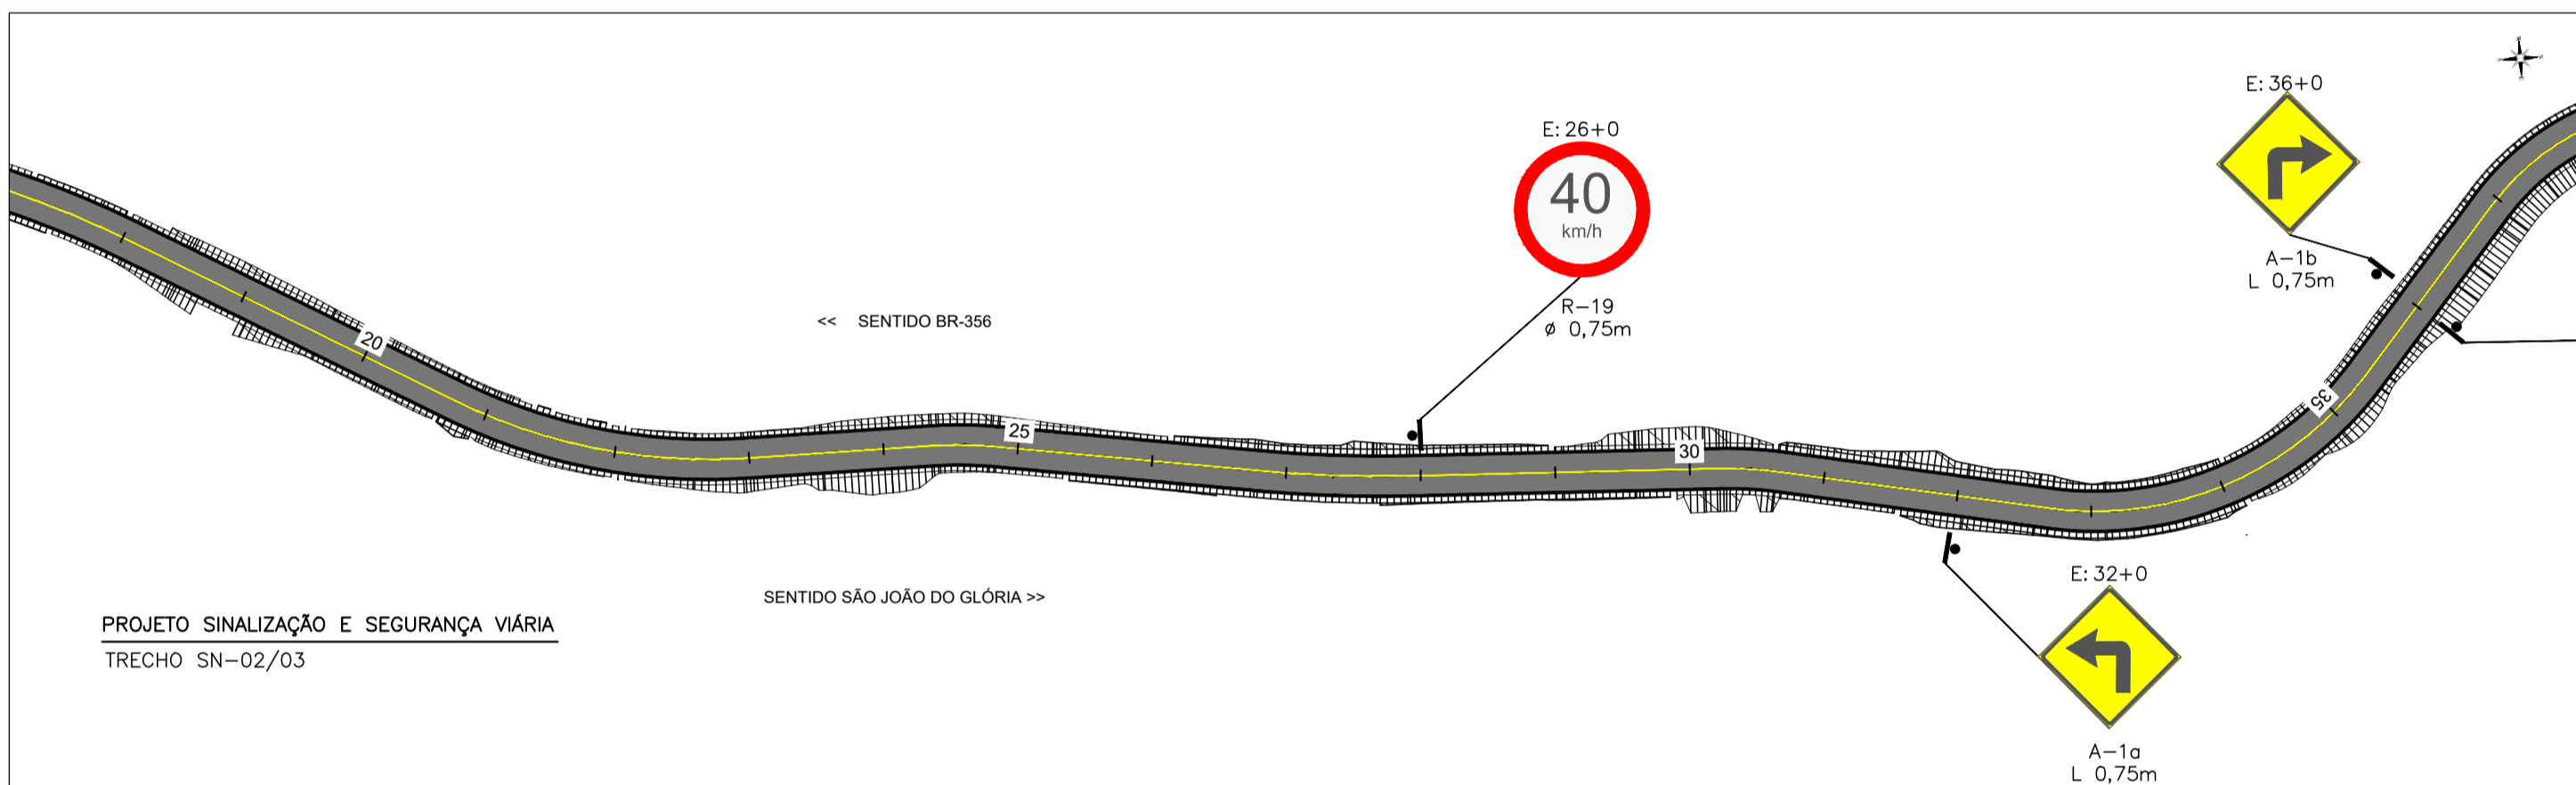 E: 36+0
A-1b
L 0,75m
E: 26+0
40
km/h
R-19
ø 0,75m
<< SENTIDO BR-356
20
25
30
35
SENTIDO SÃO JOÃO DO GLÓRIA >>
E: 32+0
A-1a
L 0,75m
PROJETO SINALIZAÇÃO E SEGURANÇA VIÁRIA
TRECHO SN-02/03